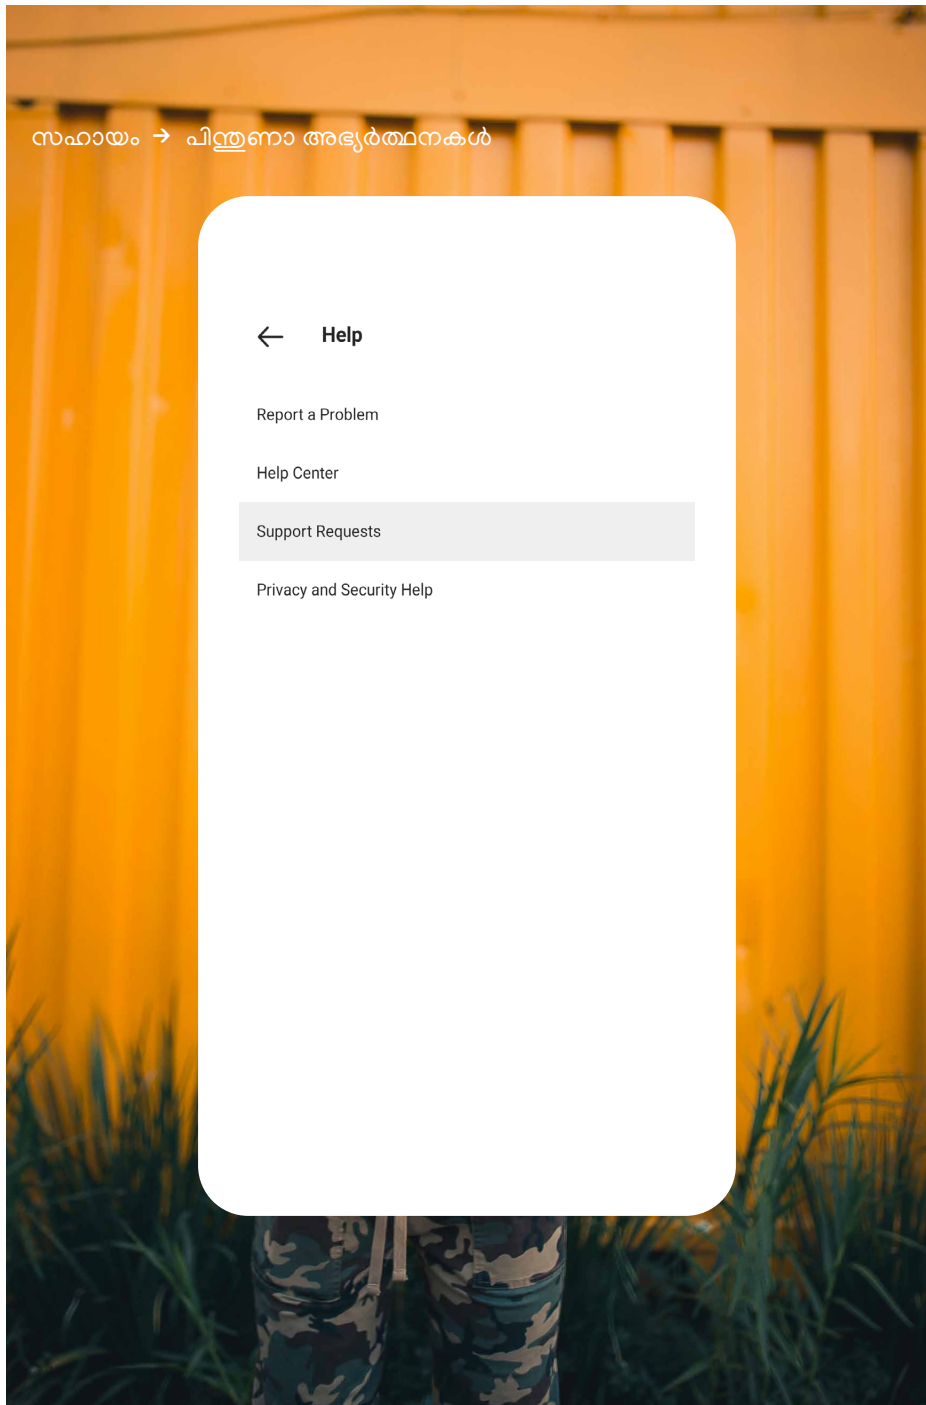 സഹായം → പിന്തുണാ അഭ്യർത്ഥനകൾ
← Help
Report a Problem
Help Center
Support Requests
Privacy and Security Help